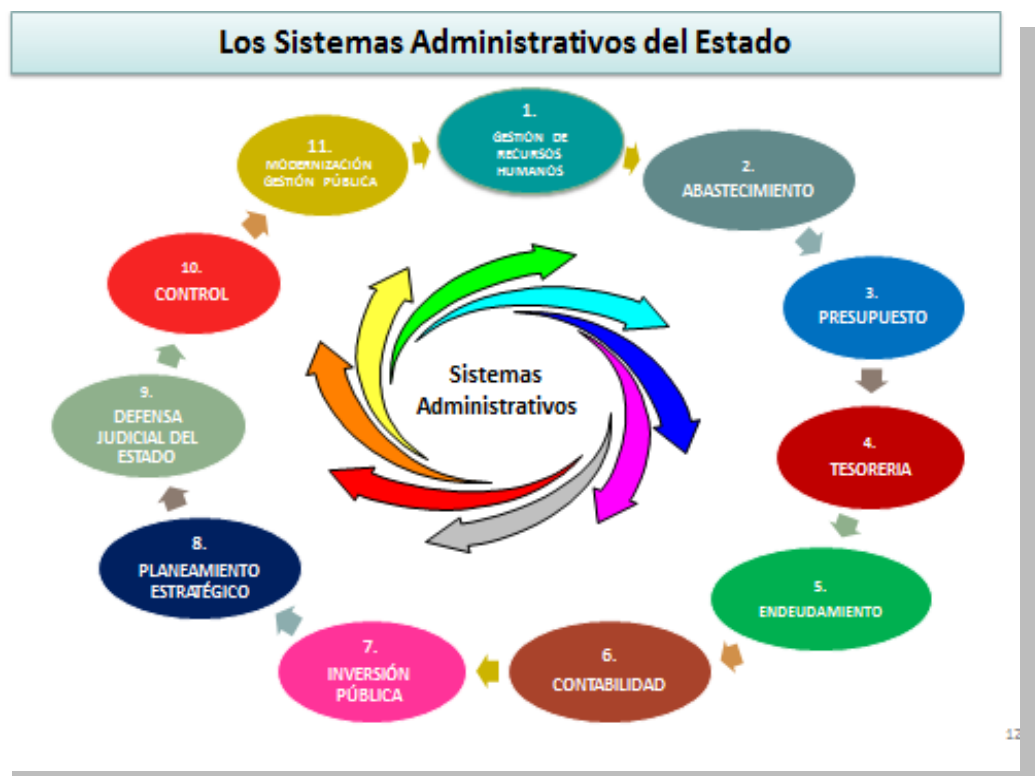 Los Sistemas Administrativos del Estado
1.
GESTIÓN DE
RECURSOS
HUMANOS
2.
ABASTECIMIENTO
3.
PRESUPUESTO
4.
TESORERIA
5.
ENDEUDAMIENTO
6.
CONTABILIDAD
7.
INVERSIÓN
PÚBLICA
8.
PLANEAMIENTO
ESTRATÉGICO
9.
DEFENSA
JUDICIAL DEL
ESTADO
10.
CONTROL
11.
MODERNIZACIÓN
GESTIÓN PÚBLICA
Sistemas
Administrativos
12